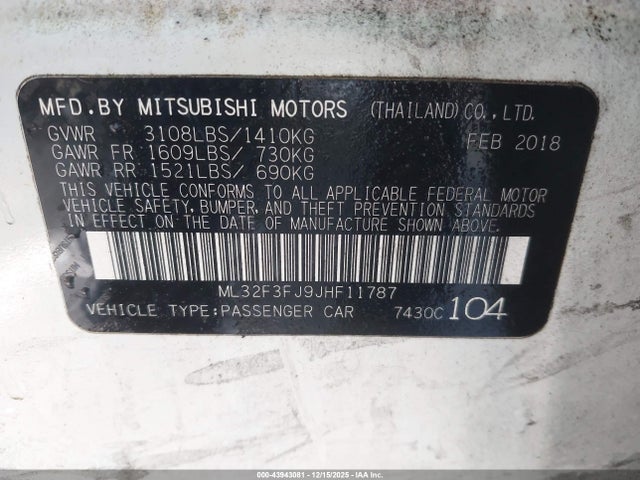 MFD.BY MITSUBISHI MOTORS (THAILAND)CO.,LTD.
GVWR 3108LBS/1410KG FEB 2018
GAWR FR 1609LBS/ 730KG
GAWR RR 1521LBS/ 690KG
THIS VEHICLE CONFORMS TO ALL APPLICABLE FEDERAL MOTOR
VEHICLE SAFETY, BUMPER, AND THEFT PREVENTION STANDARDS
IN EFFECT ON THE DATE OF MANUFACTURE SHOWN ABOVE.
ML32F3FJ9JHF11787
VEHICLE TYPE:PASSENGER CAR 7430C 104
000-43943081 - 12/15/2025 - IAA Inc.